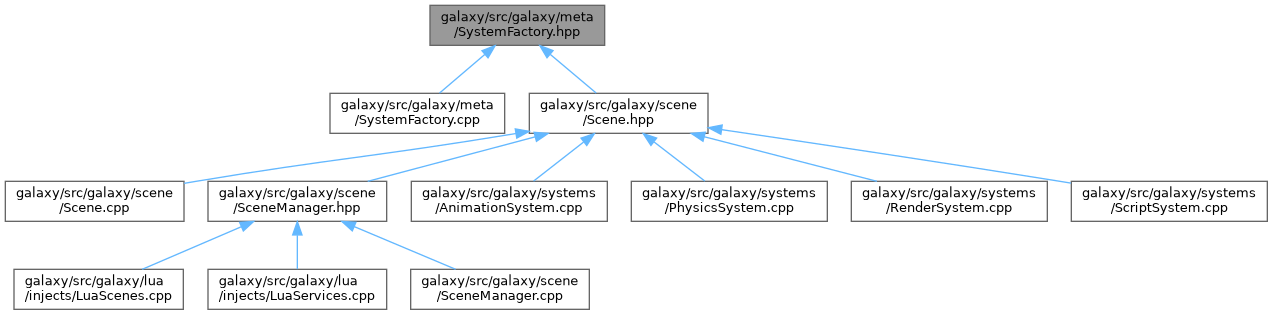 galaxy/src/galaxy/meta
/SystemFactory.hpp
galaxy/src/galaxy/meta
/SystemFactory.cpp
galaxy/src/galaxy/scene
/Scene.hpp
galaxy/src/galaxy/scene
/Scene.cpp
galaxy/src/galaxy/scene
/SceneManager.hpp
galaxy/src/galaxy/systems
/AnimationSystem.cpp
galaxy/src/galaxy/systems
/PhysicsSystem.cpp
galaxy/src/galaxy/systems
/RenderSystem.cpp
galaxy/src/galaxy/systems
/ScriptSystem.cpp
galaxy/src/galaxy/lua
/injects/LuaScenes.cpp
galaxy/src/galaxy/lua
/injects/LuaServices.cpp
galaxy/src/galaxy/scene
/SceneManager.cpp